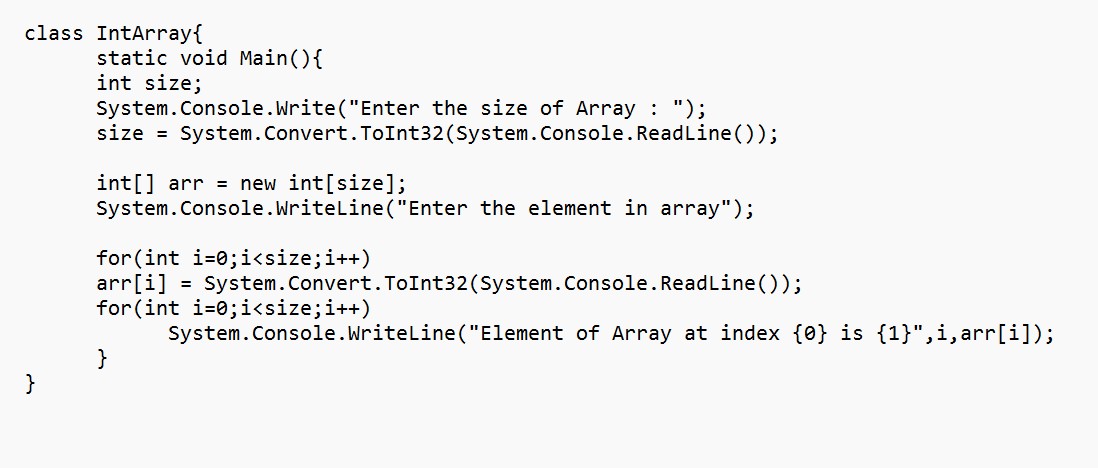 class IntArray{
static void Main(){
int size;
System.Console.Write("Enter the size of Array : ");
size = System.Convert.ToInt32(System.Console.ReadLine());
int[] arr = new int[size];
System.Console.WriteLine("Enter the element in array");
for(int i=0;i<size;i++)
arr[i] = System.Convert.ToInt32(System.Console.ReadLine());
for(int i=0;i<size;i++)
System.Console.WriteLine("Element of Array at index {0} is {1}",i,arr[i]);
}
}